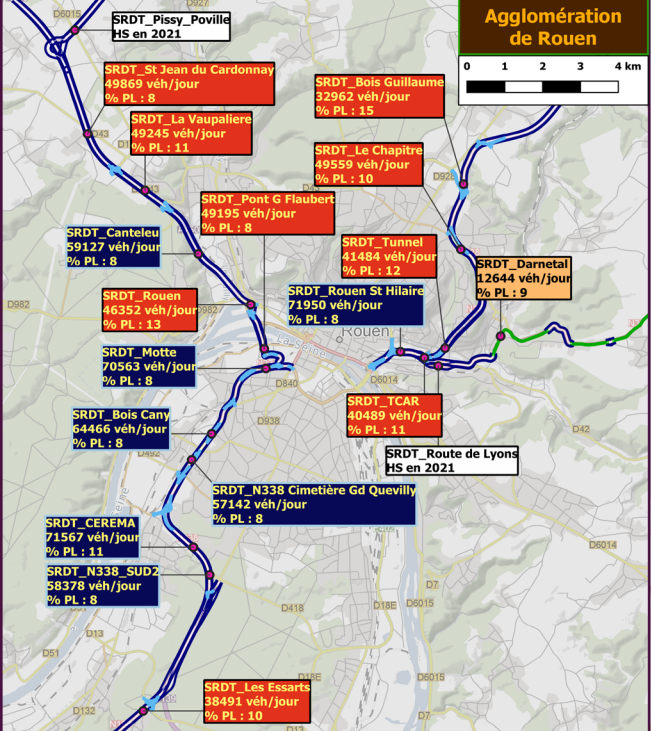 D6015
D927
SRDT_Pissy_Poville
HS en 2021
Agglomération
de Rouen
0 1 2 3 4 km
SRDT_St Jean du Cardonnay
49869 véh/jour
% PL : 8
SRDT_Bois Guillaume
32962 véh/jour
% PL : 15
SRDT_La Vaupaliere
49245 véh/jour
% PL : 11
D43
SRDT_Le Chapitre
49559 véh/jour
% PL : 10
D43
D928
SRDT_Pont G Flaubert
49195 véh/jour
% PL : 8
SRDT_Canteleu
59127 véh/jour
% PL : 8
SRDT_Tunnel
41484 véh/jour
% PL : 12
SRDT_Darnetal
12644 véh/jour
% PL : 9
SRDT_Rouen St Hilaire
71950 véh/jour
% PL : 8
SRDT_Rouen
46352 véh/jour
% PL : 13
D982
D982
Rouen
La Seine
SRDT_Motte
70563 véh/jour
% PL : 8
D840
D6014
SRDT_TCAR
40489 véh/jour
% PL : 11
SRDT_Bois Cany
64466 véh/jour
% PL : 8
D938
D42
D492
SRDT_Route de Lyons
HS en 2021
SRDT_N338 Cimetière Gd Quevilly
57142 véh/jour
% PL : 8
Seine
SRDT_CEREMA
71567 véh/jour
% PL : 11
D6014
SRDT_N338_SUD2
58378 véh/jour
% PL : 8
D7
D418
D18E
D6015
D13
D51
D18E
D6015
SRDT_Les Essarts
38491 véh/jour
% PL : 10
D132
D7
D13